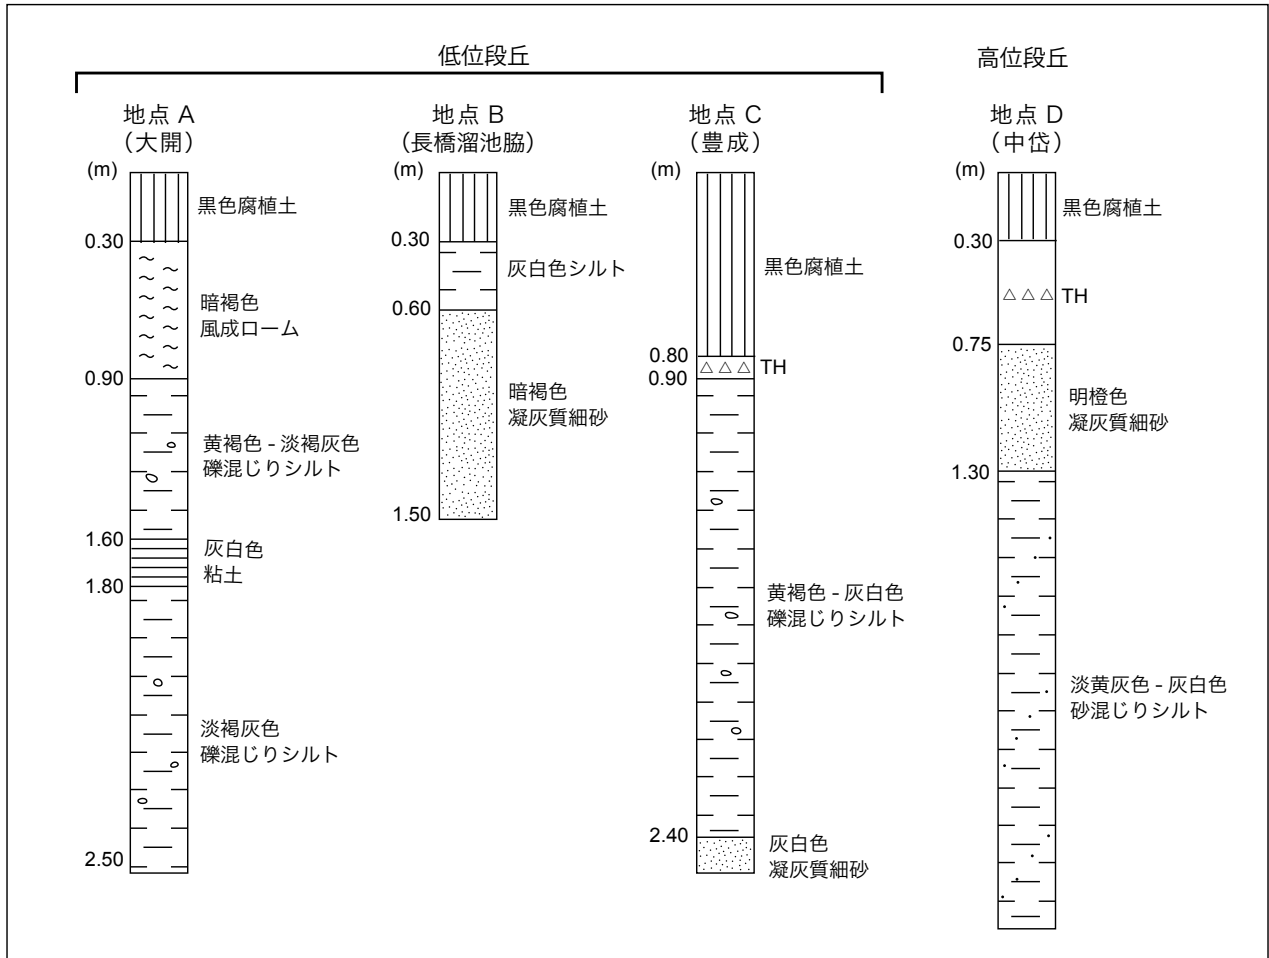 低位段丘
高位段丘
地点 A
（大開）
(m)
黒色腐植土
0.30
暗褐色
風成ローム
0.90
黄褐色 - 淡褐灰色
礫混じりシルト
1.60
灰白色
粘土
1.80
淡褐灰色
礫混じりシルト
2.50
地点 B
（長橋溜池脇）
(m)
黒色腐植土
0.30
灰白色シルト
0.60
暗褐色
凝灰質細砂
1.50
地点 C
（豊成）
(m)
黒色腐植土
0.80
TH
0.90
黄褐色 - 灰白色
礫混じりシルト
2.40
灰白色
凝灰質細砂
地点 D
（中岱）
(m)
黒色腐植土
0.30
TH
0.75
明橙色
凝灰質細砂
1.30
淡黄灰色 - 灰白色
砂混じりシルト